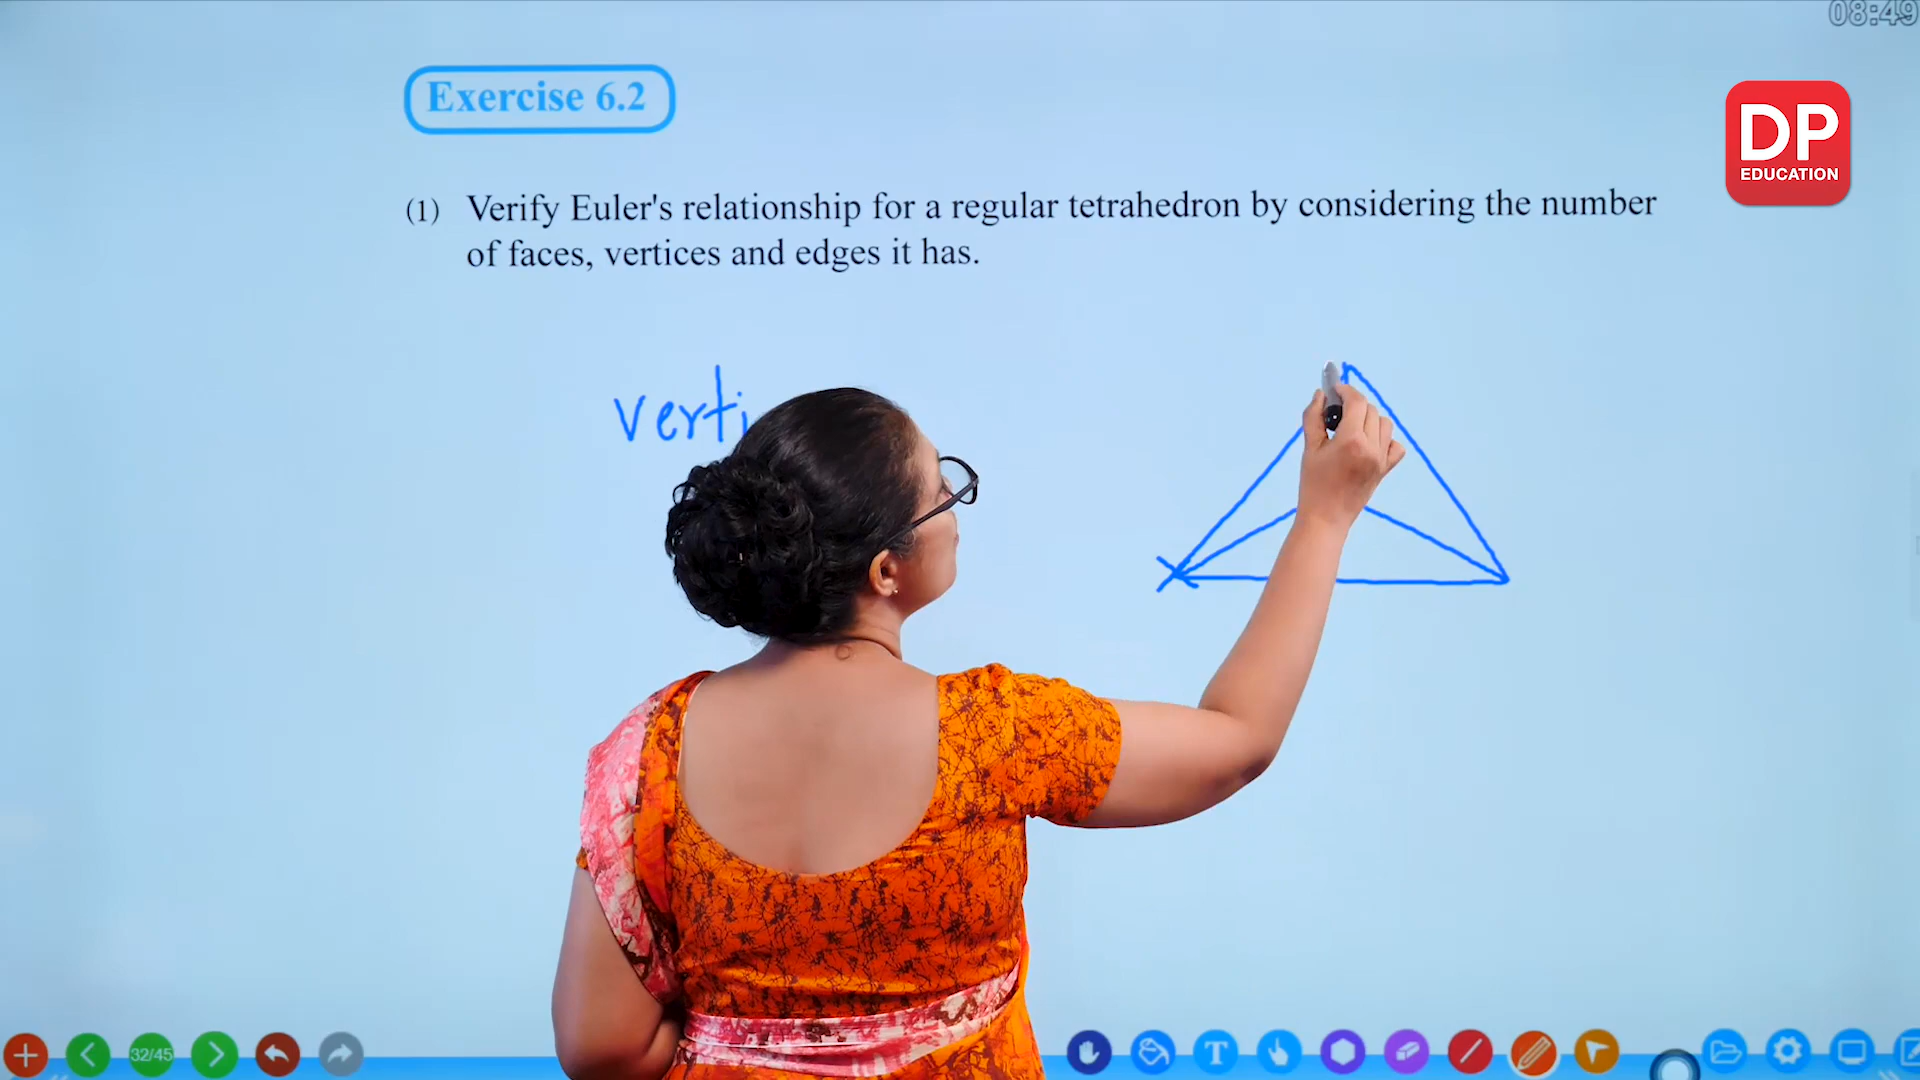 08:49
Exercise 6.2
DP
EDUCATION
(1) Verify Euler's relationship for a regular tetrahedron by considering the number
of faces, vertices and edges it has.
verti
32/45
T